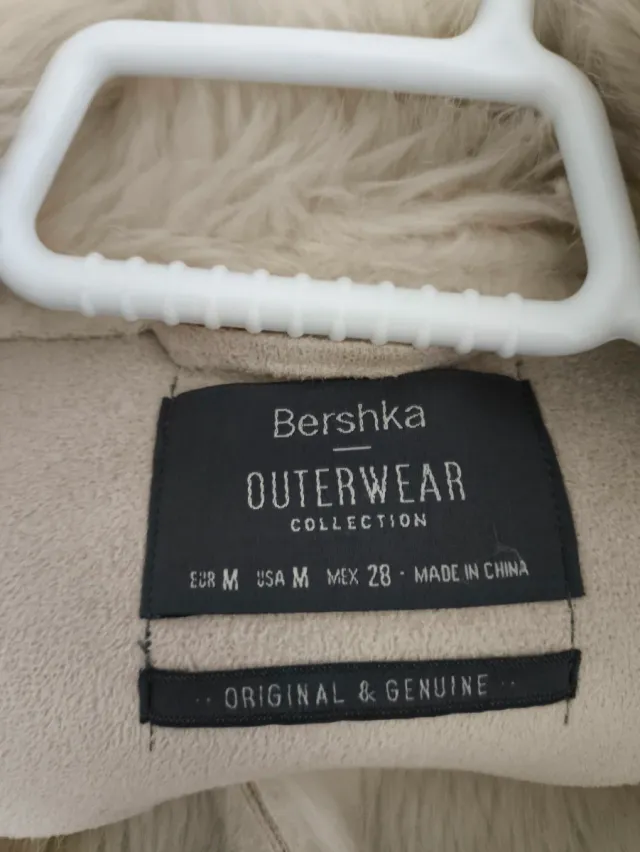 Bershka
OUTERWEAR
COLLECTION
EUR M USA M MEX 28 - MADE IN CHINA
·· ORIGINAL & GENUINE ··